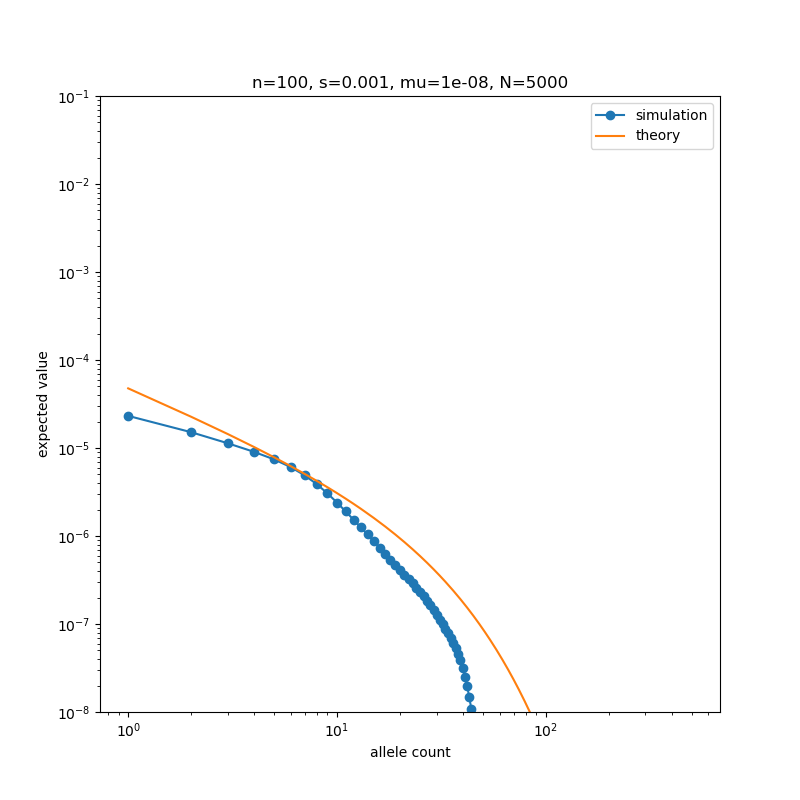 n=100, s=0.001, mu=1e-08, N=5000
simulation
theory
10⁻¹
10⁻²
10⁻³
10⁻⁴
10⁻⁵
10⁻⁶
10⁻⁷
10⁻⁸
expected value
10⁰ 10¹ 10²
allele count